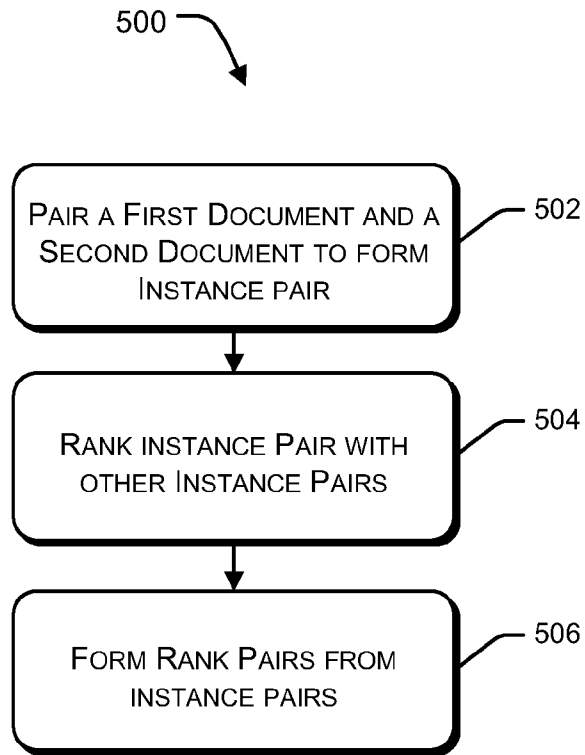 500
PAIR A FIRST DOCUMENT AND A
SECOND DOCUMENT TO FORM
INSTANCE PAIR
502
RANK INSTANCE PAIR WITH
OTHER INSTANCE PAIRS
504
FORM RANK PAIRS FROM
INSTANCE PAIRS
506